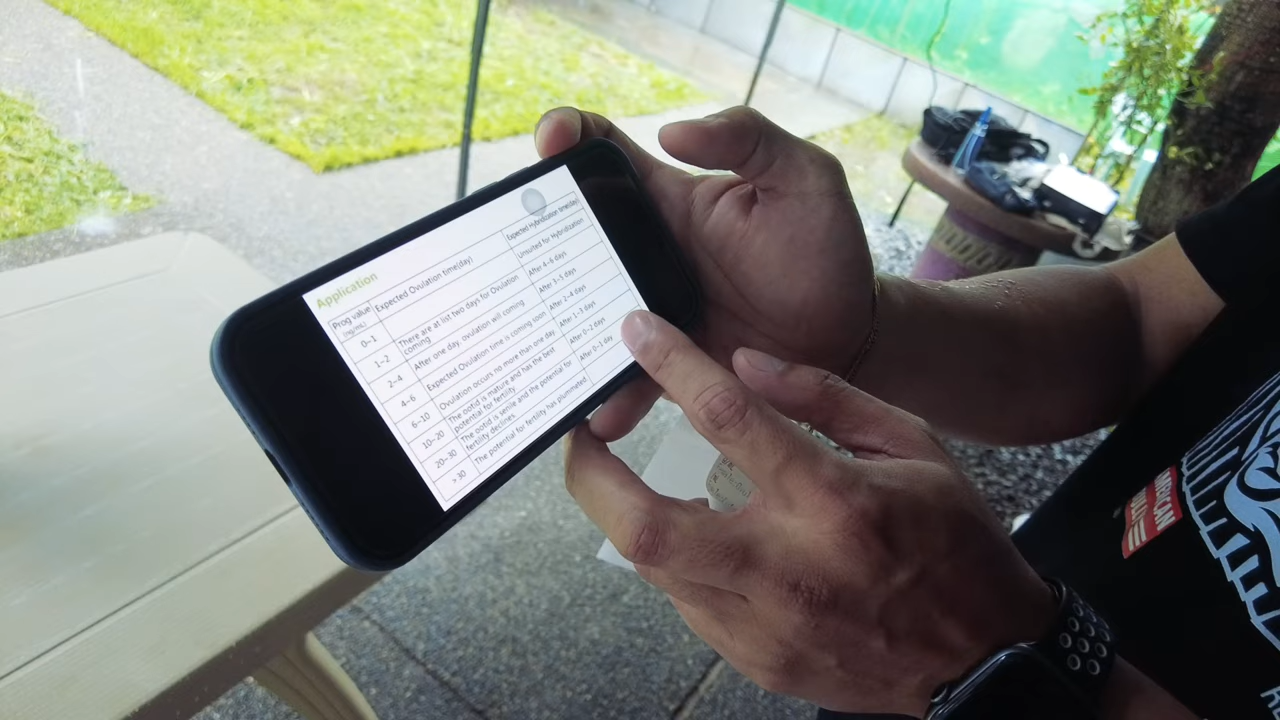 Application
Prog value (ng/mL) Expected Ovulation time(day) Expected Hybridization time(day)
0~1 There are at list two days for Ovulation coming Unsuited for Hybridization
1~2 After one day, ovulation will coming After 4~6 days
2~4 Expected Ovulation time is coming soon After 3~5 days
4~6 Ovulation occurs no more than one day After 2~4 days
6~10 The ootid is mature and has the best potential for fertility After 1~3 days
10~20 The ootid is senile and the potential for fertility declines After 0~2 days
20~30 The potential for fertility has plummated After 0~1 day
>30
AMERICAN